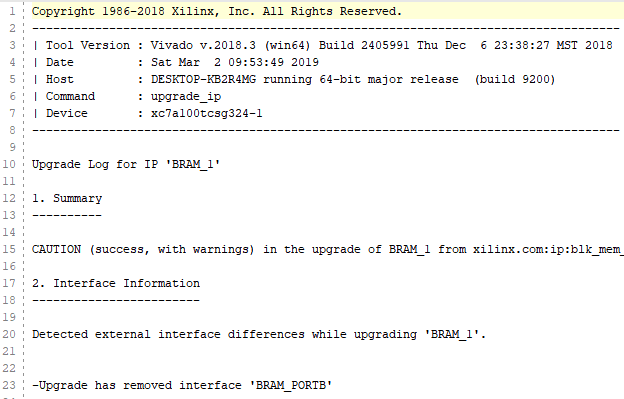 1 Copyright 1986-2018 Xilinx, Inc. All Rights Reserved.
2 ------------------------------------------------------------------------------------
3 | Tool Version : Vivado v.2018.3 (win64) Build 2405991 Thu Dec  6 23:38:27 MST 2018
4 | Date         : Sat Mar  2 09:53:49 2019
5 | Host         : DESKTOP-KB2R4MG running 64-bit major release  (build 9200)
6 | Command      : upgrade_ip
7 | Device       : xc7a100tcsg324-1
8 ------------------------------------------------------------------------------------
9
10 Upgrade Log for IP 'BRAM_1'
11
12 1. Summary
13 ----------
14
15 CAUTION (success, with warnings) in the upgrade of BRAM_1 from xilinx.com:ip:blk_mem_
16
17 2. Interface Information
18 ------------------------
19
20 Detected external interface differences while upgrading 'BRAM_1'.
21
22
23 -Upgrade has removed interface 'BRAM_PORTB'